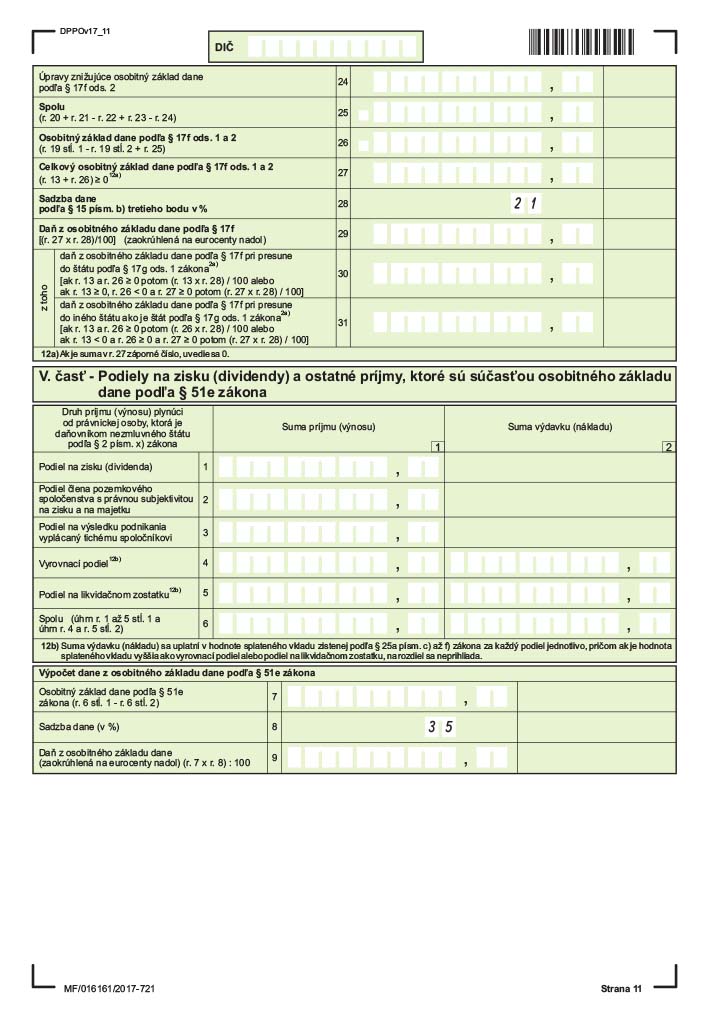 DPPOv17_11
DIČ
Úpravy znižujúce osobitný základ dane
podľa § 17f ods. 2
24
,
Spolu
(r. 20 + r. 21 - r. 22 + r. 23 - r. 24)
25
,
Osobitný základ dane podľa § 17f ods. 1 a 2
(r. 19 stĺ. 1 - r. 19 stĺ. 2 + r. 25)
26
,
Celkový osobitný základ dane podľa § 17f ods. 1 a 2
(r. 13 + r. 26) ≥ 0 12a)
27
,
Sadzba dane
podľa § 15 písm. b) tretieho bodu v %
28
2 1
Daň z osobitného základu dane podľa § 17f
[(r. 27 x r. 28)/100] (zaokrúhlená na eurocenty nadol)
29
,
z toho
daň z osobitného základu dane podľa § 17f pri presune
do štátu podľa § 17g ods. 1 zákona 2a)
[ak r. 13 a r. 26 ≥ 0 potom (r. 13 x r. 28) / 100 alebo
ak r. 13 ≥ 0, r. 26 < 0 a r. 27 ≥ 0 potom (r. 27 x r. 28) / 100]
30
,
daň z osobitného základu dane podľa § 17f pri presune
do iného štátu ako je štát podľa § 17g ods. 1 zákona 2a)
[ak r. 13 a r. 26 ≥ 0 potom (r. 26 x r. 28) / 100 alebo
ak r. 13 < 0 a r. 26 ≥ 0 a r. 27 ≥ 0 potom (r. 27 x r. 28) / 100]
31
,
12a) Ak je suma v r. 27 záporné číslo, uvedie sa 0.
V. časť - Podiely na zisku (dividendy) a ostatné príjmy, ktoré sú súčasťou osobitného základu
dane podľa § 51e zákona
Druh príjmu (výnosu) plynúci
od právnickej osoby, ktorá je
daňovníkom nezmluvného štátu
podľa § 2 písm. x) zákona
Suma príjmu (výnosu)
1
Suma výdavku (nákladu)
2
Podiel na zisku (dividenda)
1
,
Podiel člena pozemkového
spoločenstva s právnou subjektivitou
na zisku a na majetku
2
,
Podiel na výsledku podnikania
vyplácaný tichému spoločníkovi
3
,
Vyrovnací podiel 12b)
4
,
,
Podiel na likvidačnom zostatku 12b)
5
,
,
Spolu (úhrn r. 1 až 5 stĺ. 1 a
úhrn r. 4 a r. 5 stĺ. 2)
6
,
,
12b) Suma výdavku (nákladu) sa uplatní v hodnote splateného vkladu zistenej podľa § 25a písm. c) až f) zákona za každý podiel jednotlivo, pričom ak je hodnota
splateného vkladu vyššia ako vyrovnací podiel alebo podiel na likvidačnom zostatku, na rozdiel sa neprihliada.
Výpočet dane z osobitného základu dane podľa § 51e zákona
Osobitný základ dane podľa § 51e
zákona (r. 6 stĺ. 1 - r. 6 stĺ. 2)
7
,
Sadzba dane (v %)
8
3 5
Daň z osobitného základu dane
(zaokrúhlená na eurocenty nadol) (r. 7 x r. 8) : 100
9
,
MF/016161/2017-721
Strana 11